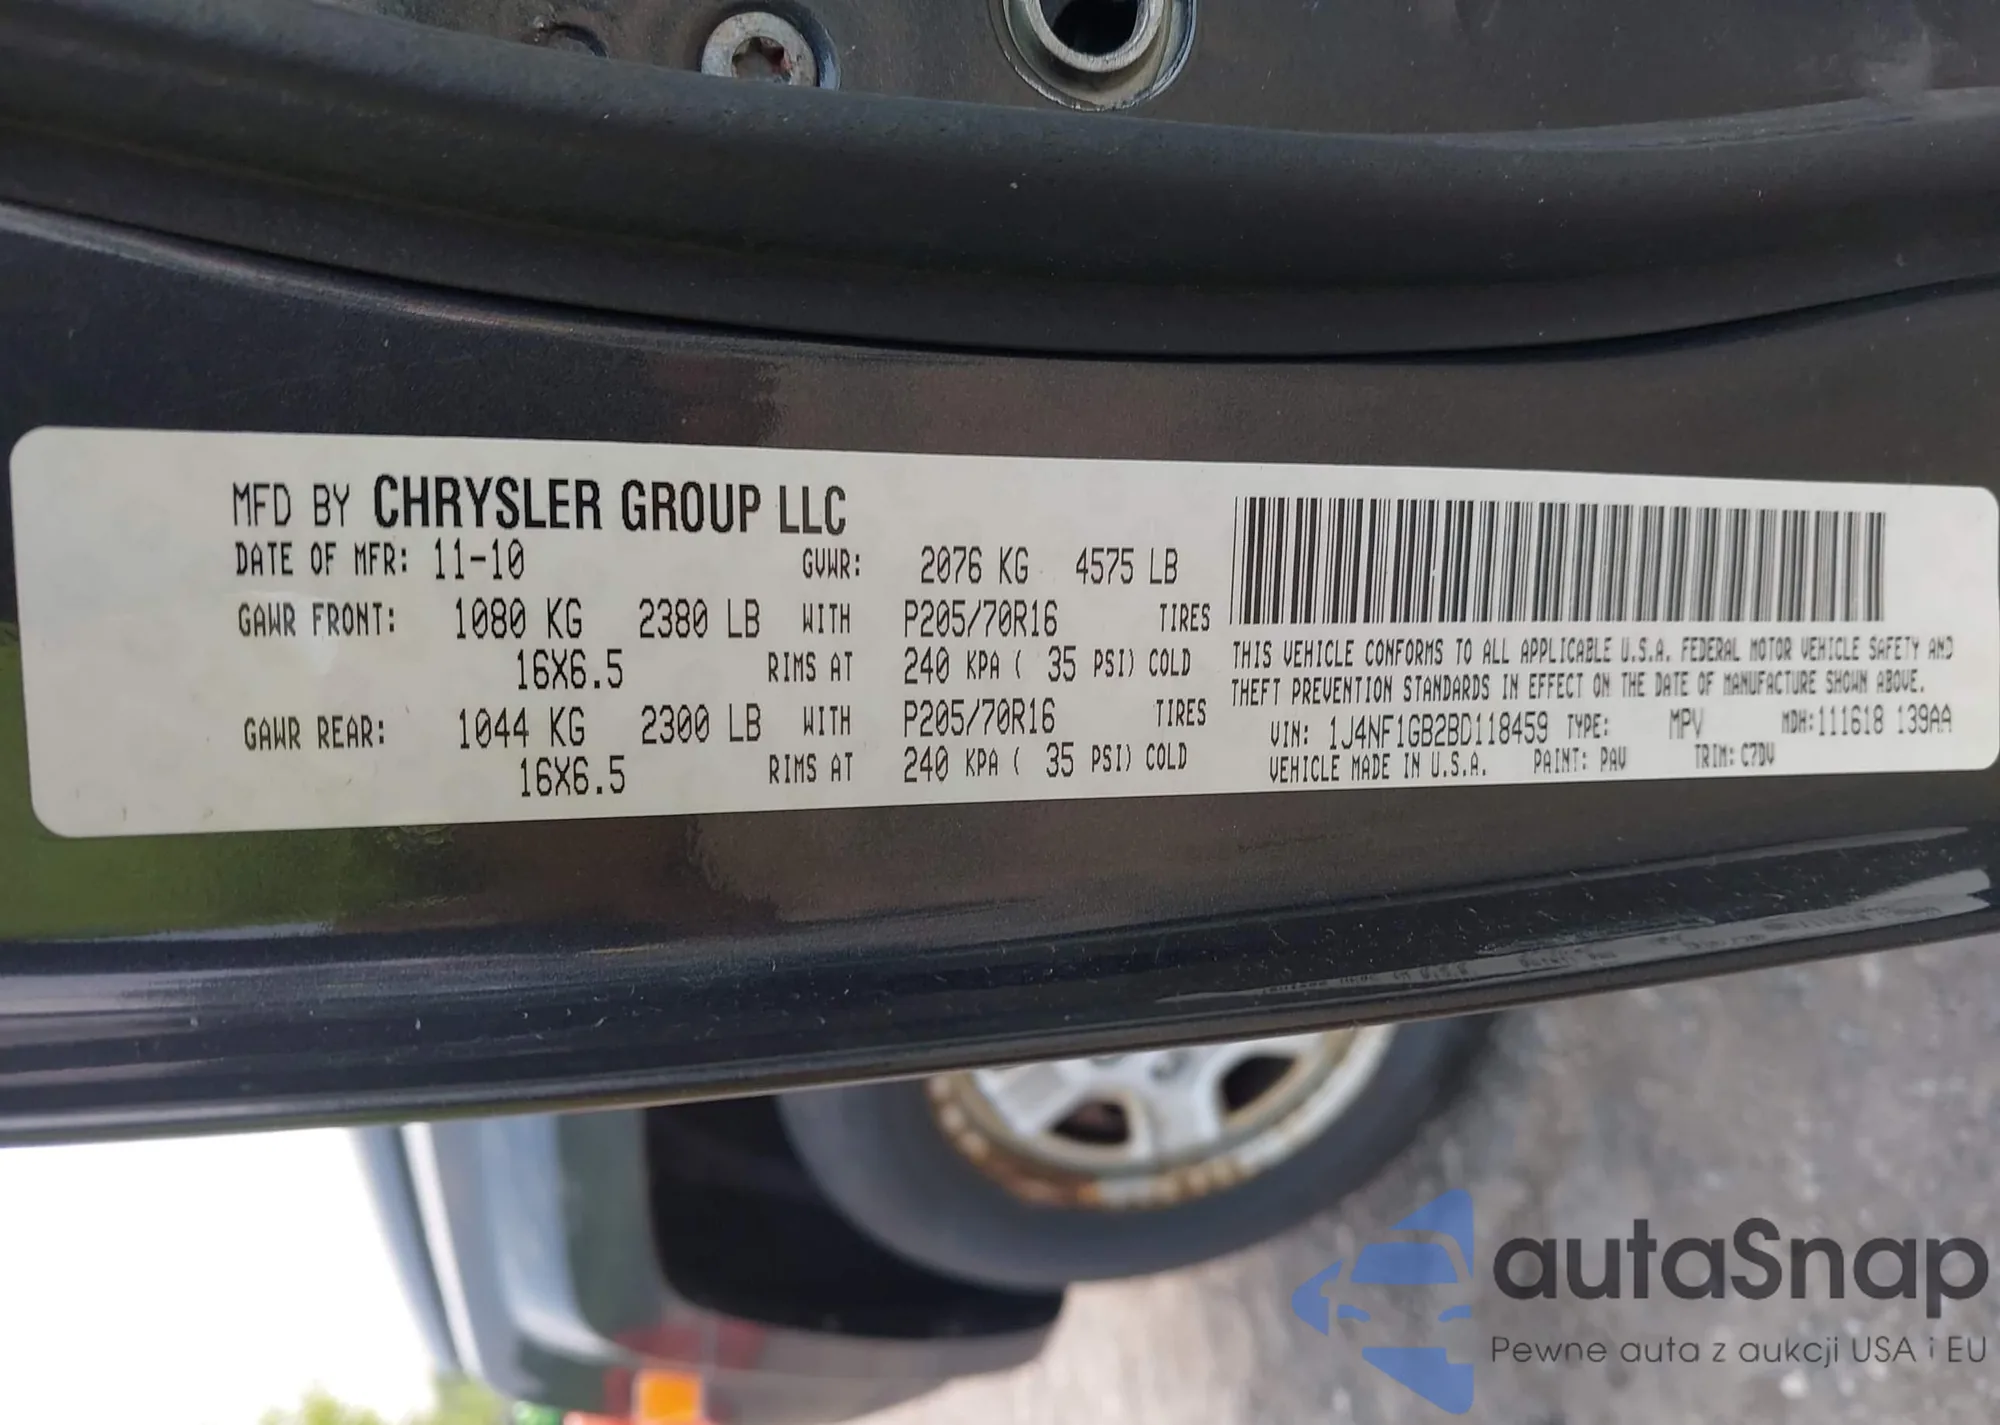 MFD BY CHRYSLER GROUP LLC
DATE OF MFR: 11-10 GVWR: 2076 KG 4575 LB
GAWR FRONT: 1080 KG 2380 LB WITH P205/70R16 TIRES
16X6.5 RIMS AT 240 KPA ( 35 PSI) COLD
GAWR REAR: 1044 KG 2300 LB WITH P205/70R16 TIRES
16X6.5 RIMS AT 240 KPA ( 35 PSI) COLD
THIS VEHICLE CONFORMS TO ALL APPLICABLE U.S.A. FEDERAL MOTOR VEHICLE SAFETY AND
THEFT PREVENTION STANDARDS IN EFFECT ON THE DATE OF MANUFACTURE SHOWN ABOVE.
VIN: 1J4NF1GB2BD118459 TYPE: MPV MDH:111618 139AA
VEHICLE MADE IN U.S.A. PAINT: PAV TRIM: C7DV
autaSnap
Pewne auta z aukcji USA i EU